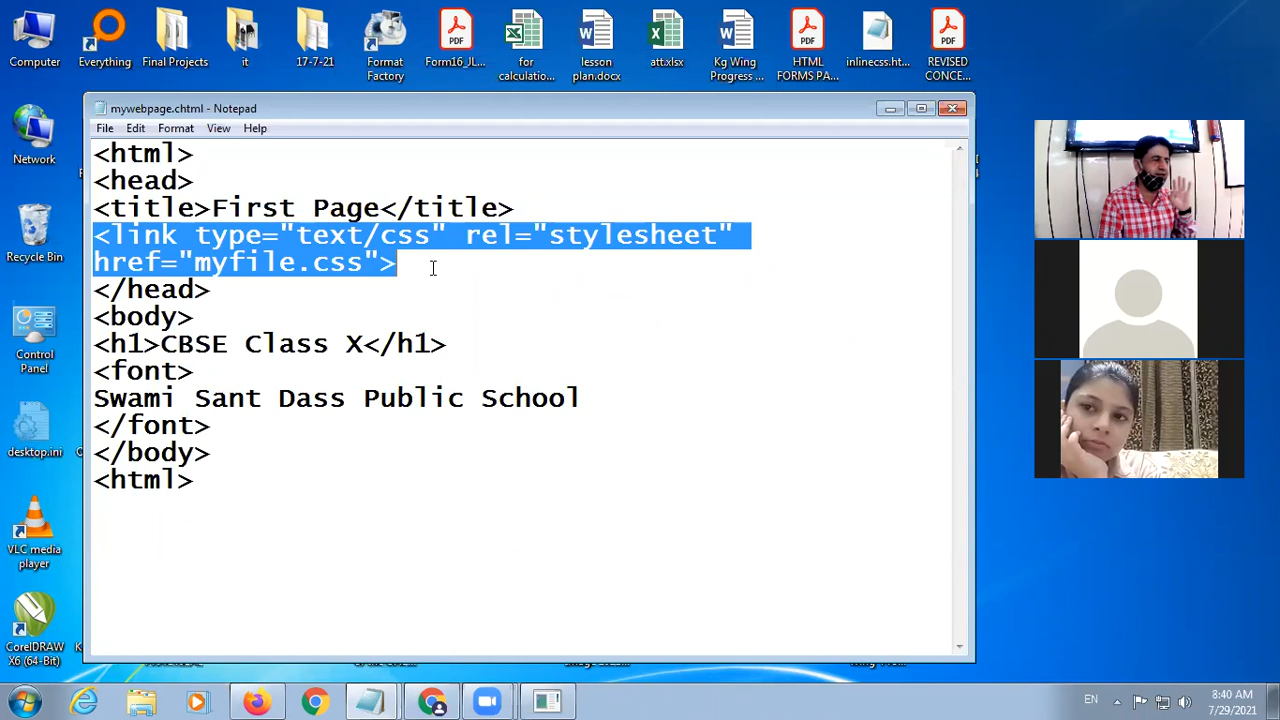 Computer
Everything
Final Projects
it
17-7-21
Format
Factory
Form16_JL...
for
calculatio...
lesson
plan.docx
att.xlsx
Kg Wing
Progress ...
HTML
FORMS PA...
inlinecss.ht...
REVISED
CONCE...
Network
Recycle Bin
Control
Panel
desktop.ini
VLC media
player
CorelDRAW
X6 (64-Bit)
mywebpage.chtml - Notepad
File Edit Format View Help
<html>
<head>
<title>First Page</title>
<link type="text/css" rel="stylesheet"
href="myfile.css">
</head>
<body>
<h1>CBSE Class X</h1>
<font>
Swami Sant Dass Public School
</font>
</body>
<html>
EN
8:40 AM
7/29/2021